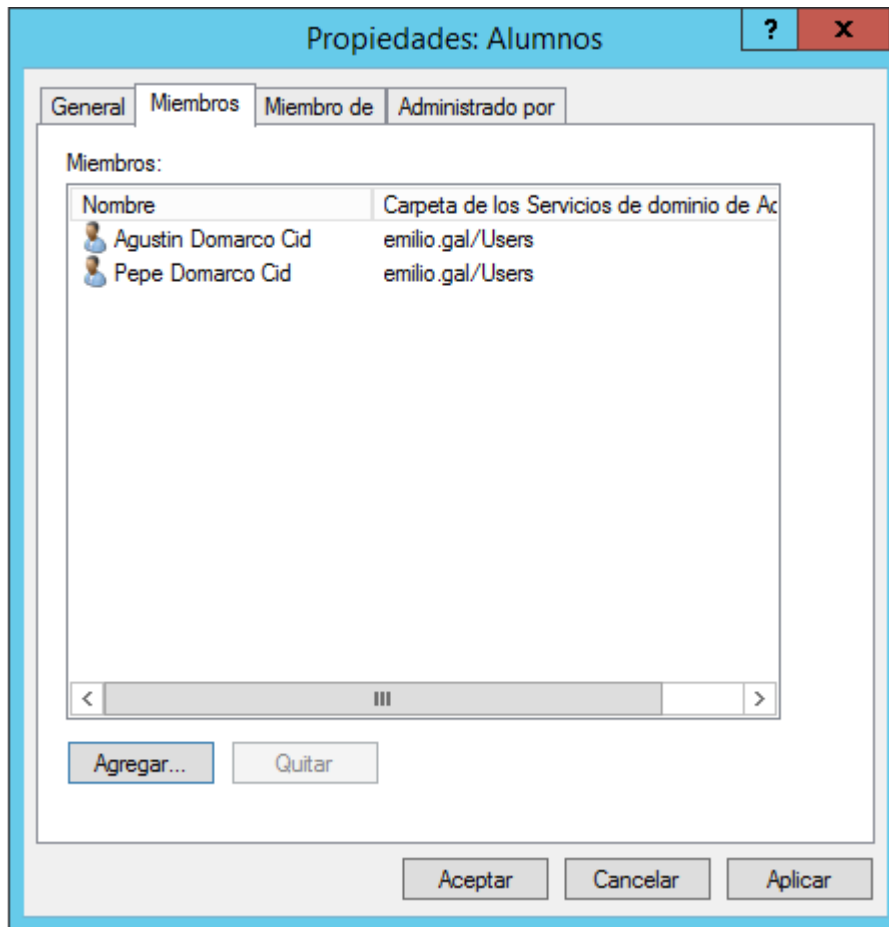 Propiedades: Alumnos ? x
General Miembros Miembro de Administrado por
Miembros:
Nombre Carpeta de los Servicios de dominio de Ac
Agustin Domarco Cid emilio.gal/Users
Pepe Domarco Cid emilio.gal/Users
Agregar... Quitar
Aceptar Cancelar Aplicar